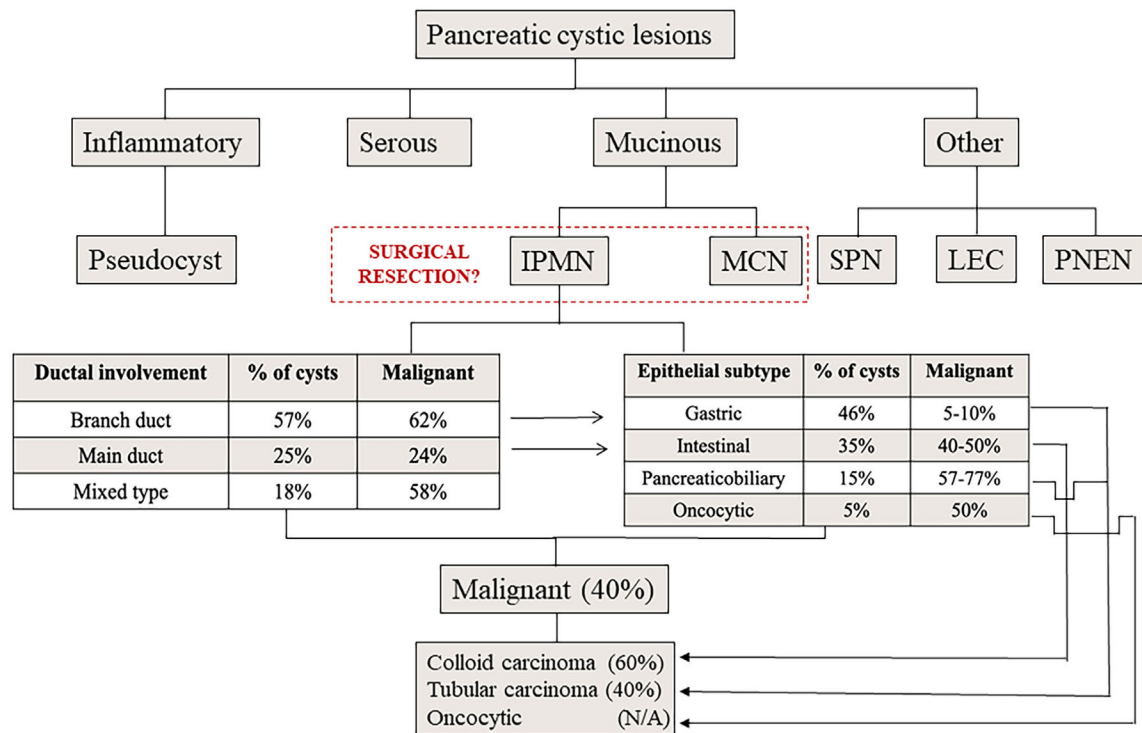 Pancreatic cystic lesions
Inflammatory Serous Mucinous Other
Pseudocyst
SURGICAL
RESECTION?
IPMN MCN SPN LEC PNEN
Ductal involvement % of cysts Malignant
Branch duct 57% 62%
Main duct 25% 24%
Mixed type 18% 58%
Epithelial subtype % of cysts Malignant
Gastric 46% 5-10%
Intestinal 35% 40-50%
Pancreaticobiliary 15% 57-77%
Oncocytic 5% 50%
Malignant (40%)
Colloid carcinoma (60%)
Tubular carcinoma (40%)
Oncocytic (N/A)